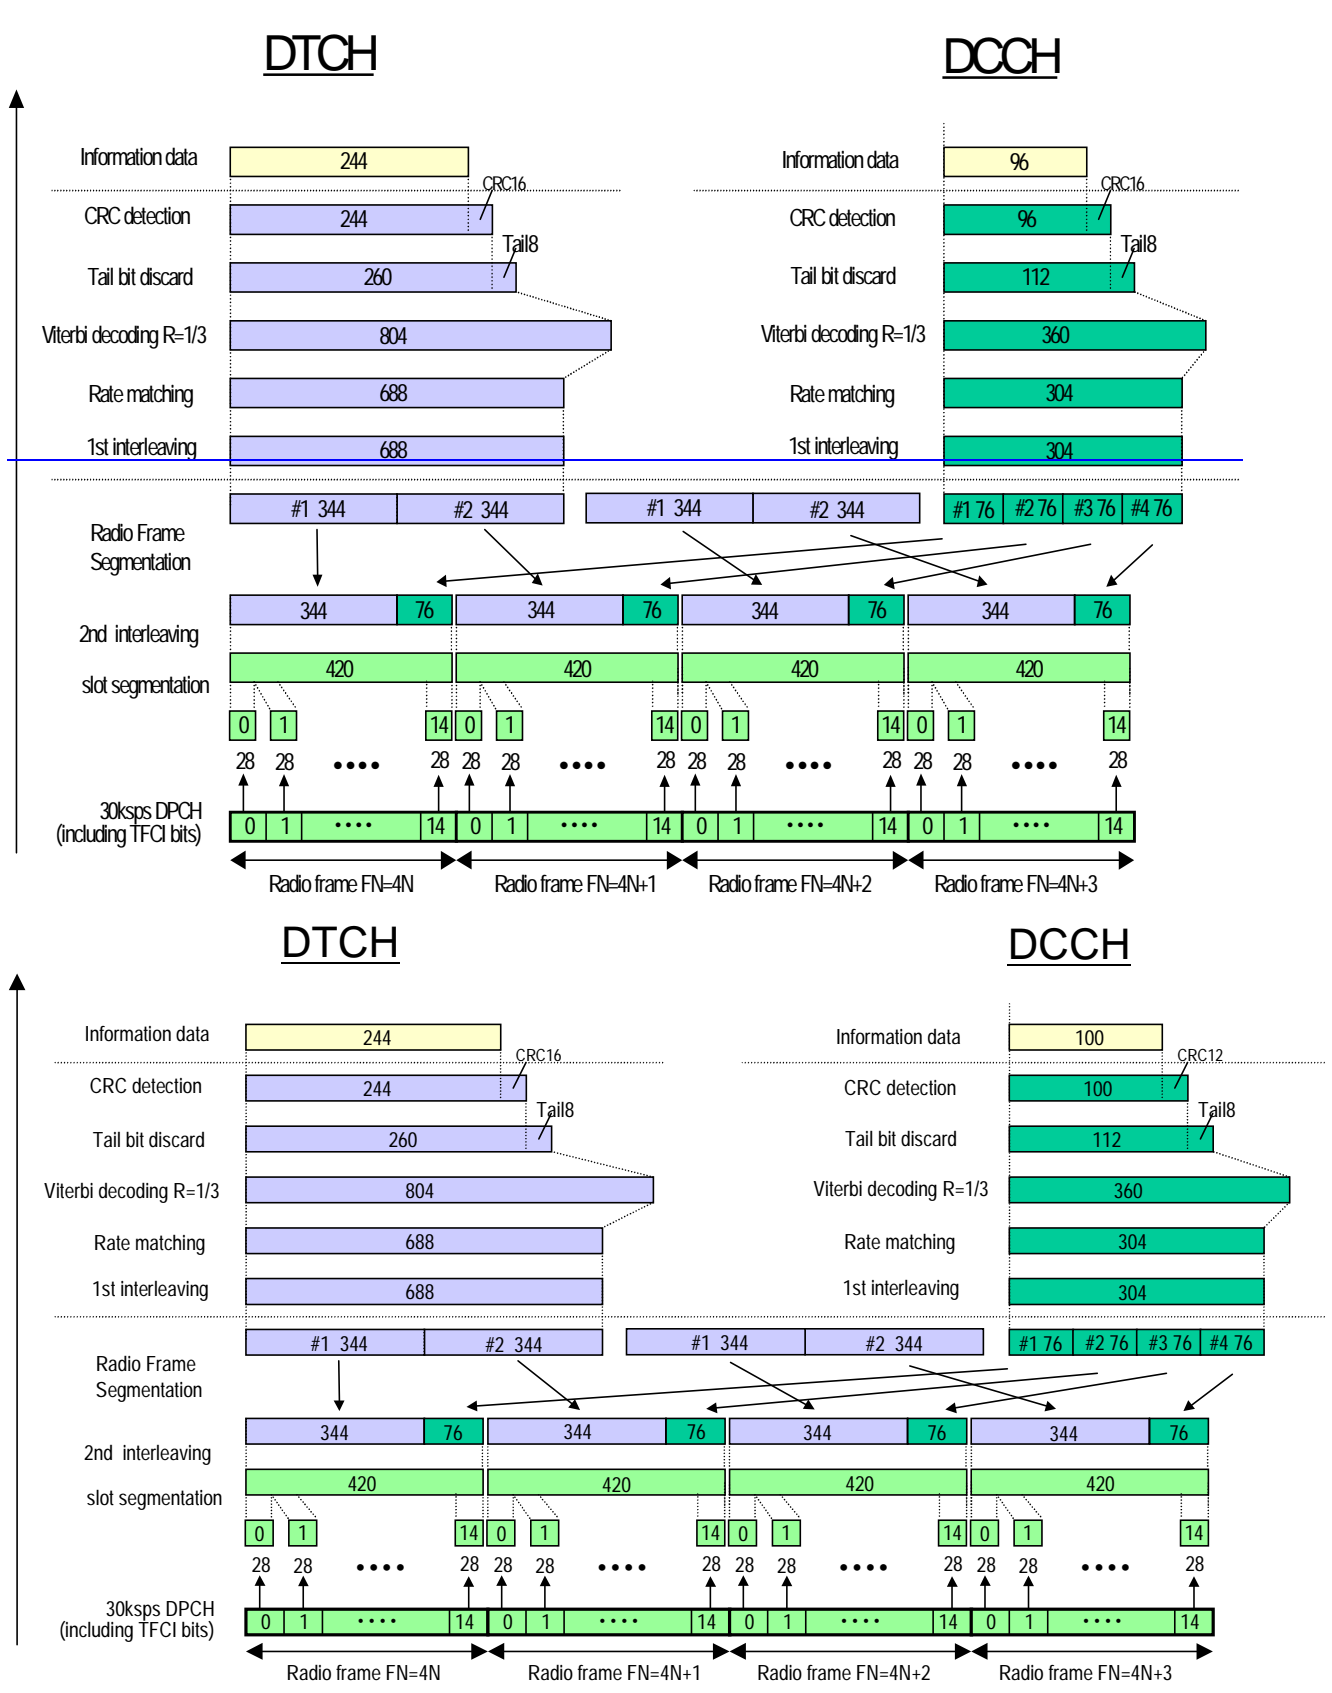 DTCH DCCH
Information data 244 Information data 96
CRC16 CRC16
CRC detection 244 CRC detection 96
Tail8 Tail8
Tail bit discard 260 Tail bit discard 112
Viterbi decoding R=1/3 804 Viterbi decoding R=1/3 360
Rate matching 688 Rate matching 304
1st interleaving 688 1st interleaving 304
#1 344 #2 344 #1 344 #2 344 #1 76 #2 76 #3 76 #4 76
Radio Frame
Segmentation
344 76 344 76 344 76 344 76
2nd interleaving
420 420 420 420
slot segmentation
0 1 14 0 1 14 0 1 14 0 1 14
28 28 •••• 28 28 28 •••• 28 28 28 •••• 28 28 28 •••• 28
30ksps DPCH
(including TFCI bits)
0 1 •••• 14 0 1 •••• 14 0 1 •••• 14 0 1 •••• 14
Radio frame FN=4N Radio frame FN=4N+1 Radio frame FN=4N+2 Radio frame FN=4N+3
DTCH DCCH
Information data 244 Information data 100
CRC16 CRC12
CRC detection 244 CRC detection 100
Tail8 Tail8
Tail bit discard 260 Tail bit discard 112
Viterbi decoding R=1/3 804 Viterbi decoding R=1/3 360
Rate matching 688 Rate matching 304
1st interleaving 688 1st interleaving 304
#1 344 #2 344 #1 344 #2 344 #1 76 #2 76 #3 76 #4 76
Radio Frame
Segmentation
344 76 344 76 344 76 344 76
2nd interleaving
420 420 420 420
slot segmentation
0 1 14 0 1 14 0 1 14 0 1 14
28 28 •••• 28 28 28 •••• 28 28 28 •••• 28 28 28 •••• 28
30ksps DPCH
(including TFCI bits)
0 1 •••• 14 0 1 •••• 14 0 1 •••• 14 0 1 •••• 14
Radio frame FN=4N Radio frame FN=4N+1 Radio frame FN=4N+2 Radio frame FN=4N+3